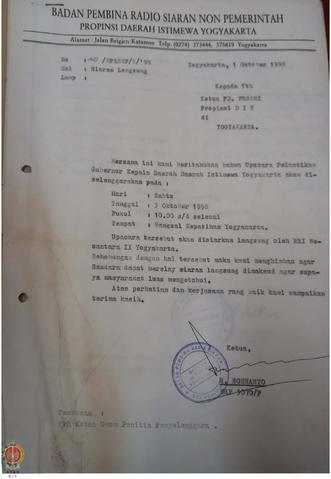 BADAN PEMBINA RADIO SIARAN NON PEMERINTAH
PROPINSI DAERAH ISTIMEWA YOGYAKARTA
Alamat : Jalan Brigjen Katamso Telp. (0274) 373444, 375819 Yogyakarta
No :
Hal : Siaran Langsung
Lamp :
Yogyakarta, 1 Oktober 1998
Kepada Yth
Ketua PD. PRSSNI
Propinsi D I Y
di
YOGYAKARTA.
Bersama ini kami beritahukan bahwa Upacara Pelantikan
Gubernur Kepala Daerah Daerah Istimewa Yogyakarta akan di-
selenggarakan pada :
Hari : Sabtu
Tanggal : 3 Oktober 1998
Pukul : 10.00 s/d selesai
Tempat : Bangsal Kepatihan Yogyakarta.
Upacara tersebut akan disiarkan langsung oleh RRI Nu-
santara II Yogyakarta.
Sehubungan dengan hal tersebut maka kami menghimbau agar
Saudara dapat merelay siaran langsung dimaksud agar supa-
ya masyarakat luas mengetahui.
Atas perhatian dan kerjasama yang baik kami sampaikan
terima kasih.
Ketua,
SOEHARTO
Tembusan :
Yth Ketua Umum Panitia Penyelenggara .